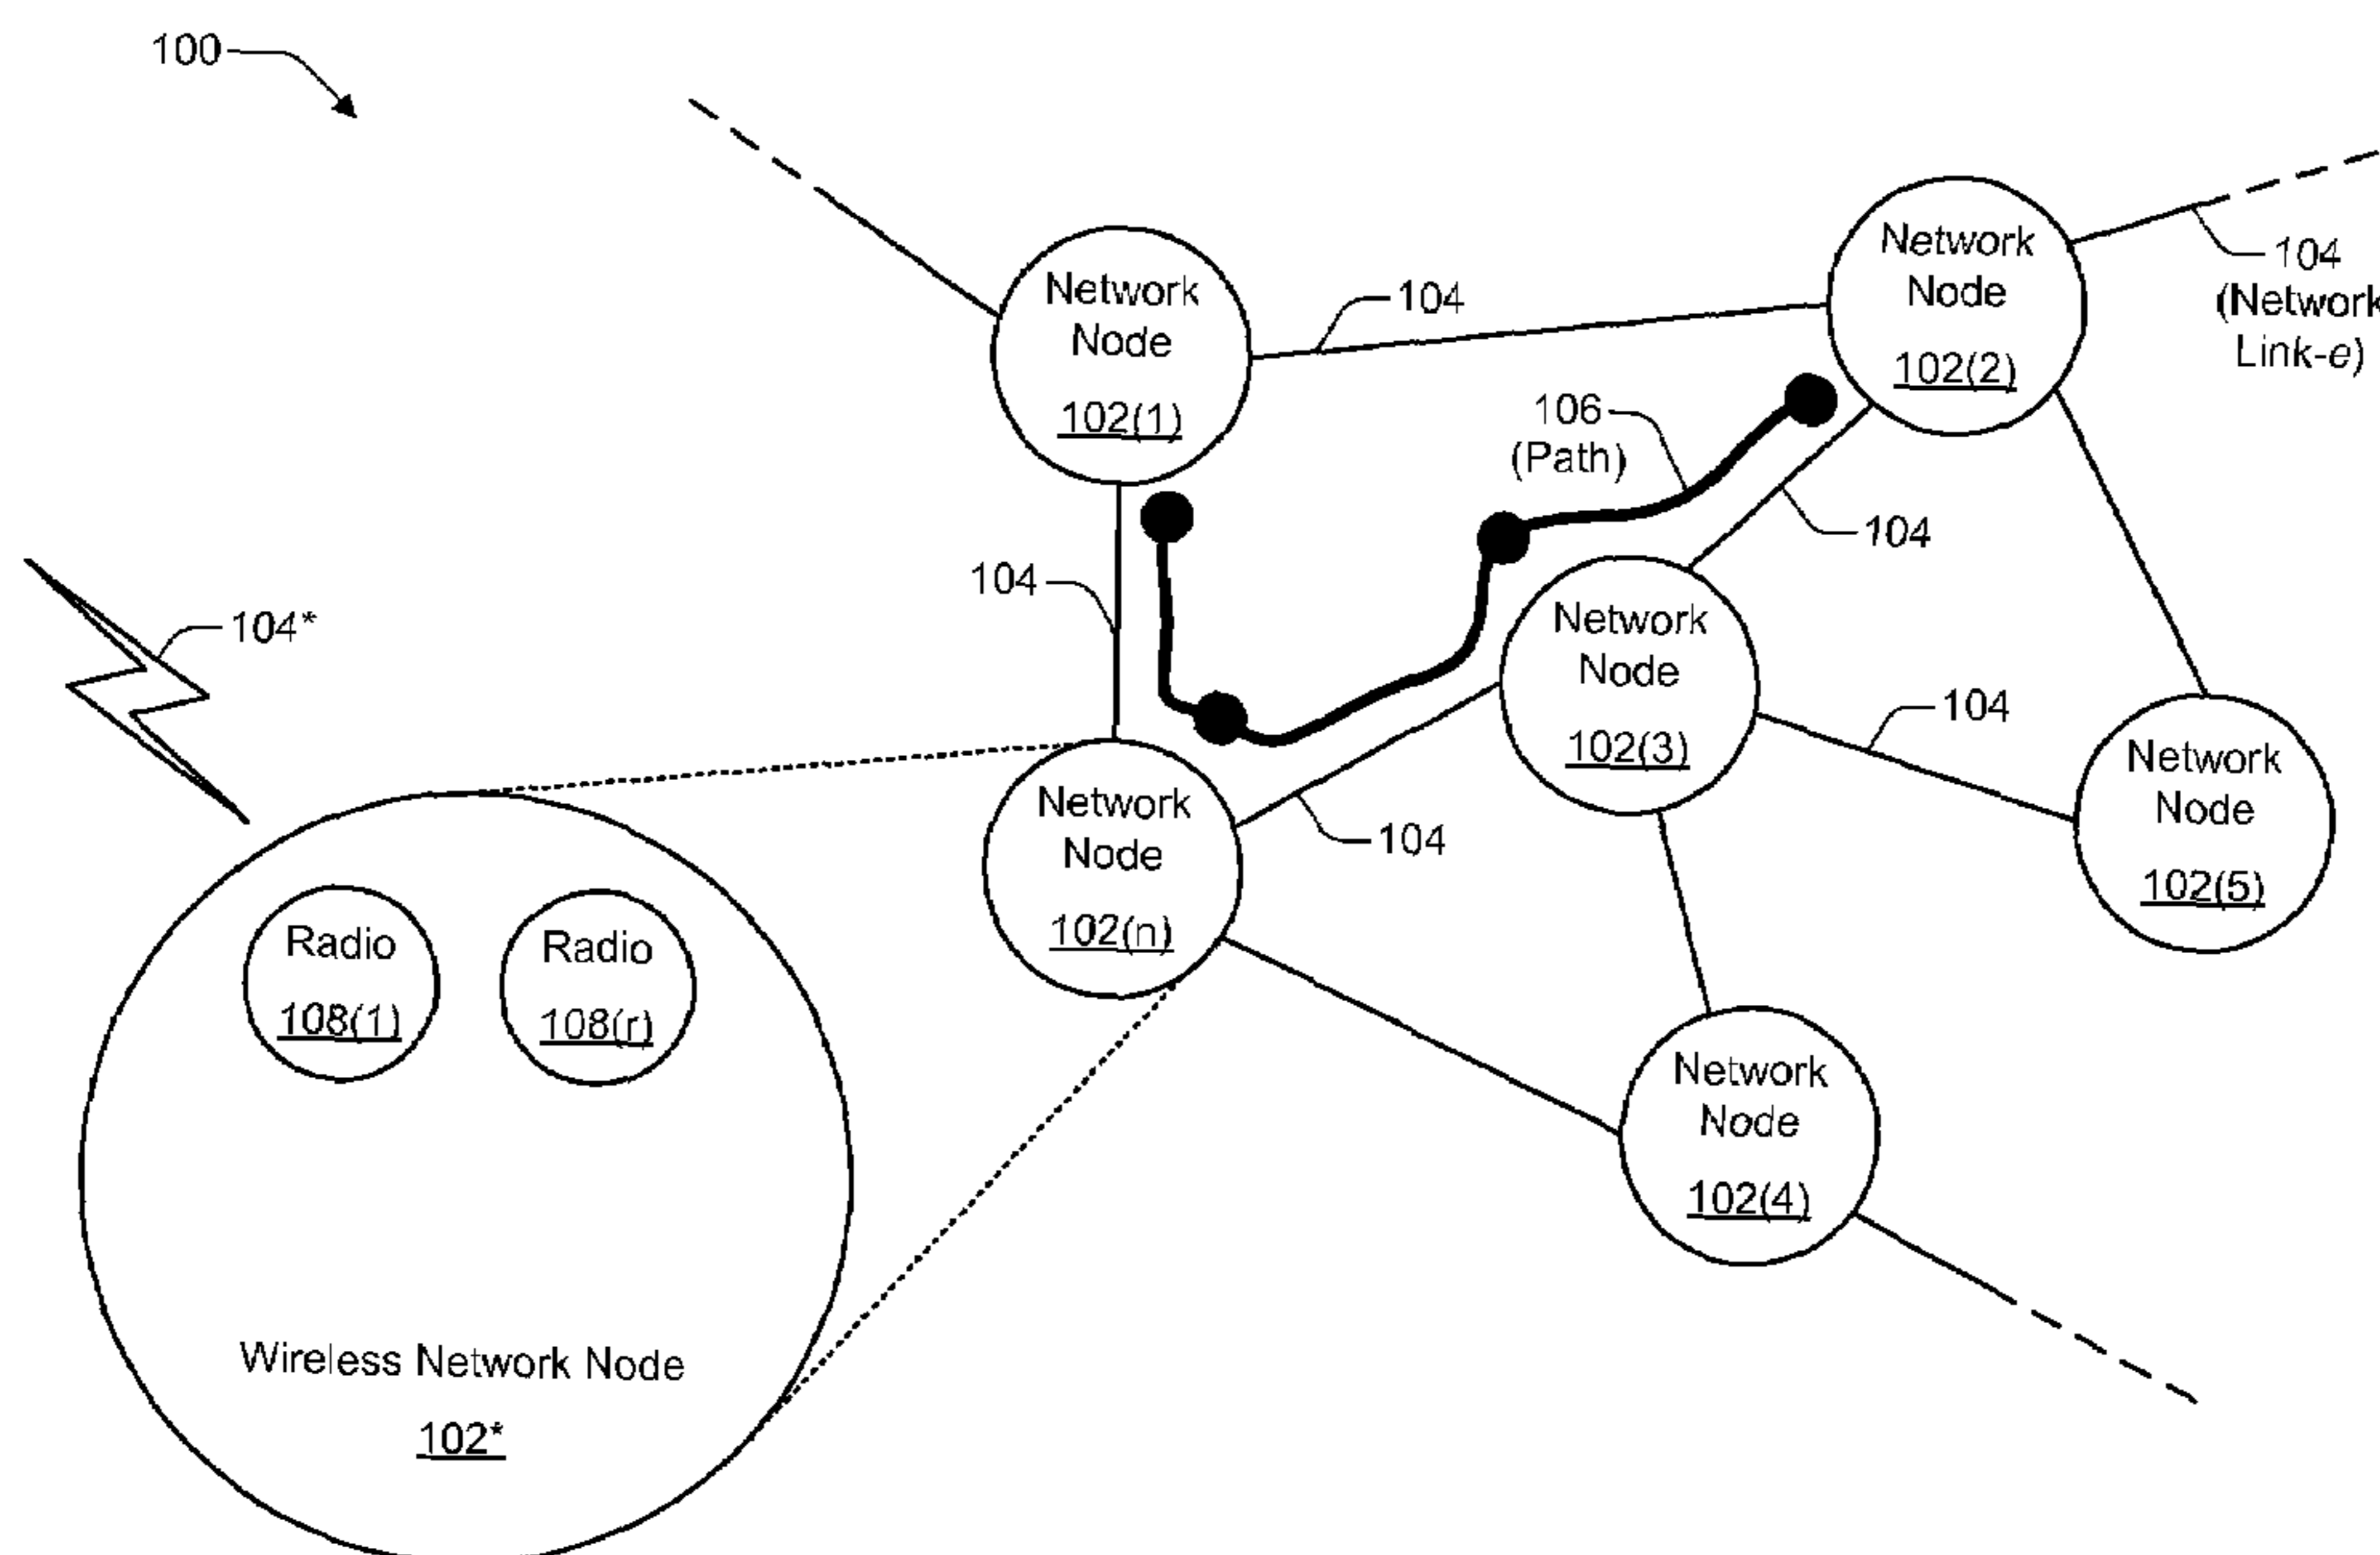 100
Network
Node
102(1)
104
Network
Node
102(2)
104
(Network
Link-e)
106
(Path)
104
104
104*
Network
Node
102(3)
104
Network
Node
102(5)
Network
Node
102(n)
104
Radio
108(1)
Radio
108(r)
Network
Node
102(4)
Wireless Network Node
102*